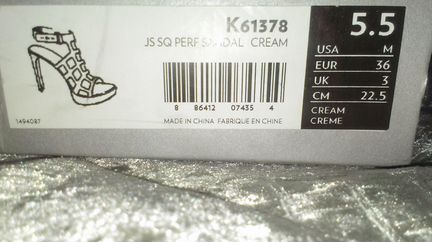 K61378
JS SQ PERF SANDAL CREAM
8 86412 07435 4
MADE IN CHINA FABRIQUE EN CHINE
1494087
5.5
USA M
EUR 36
UK 3
CM 22.5
CREAM
CREME